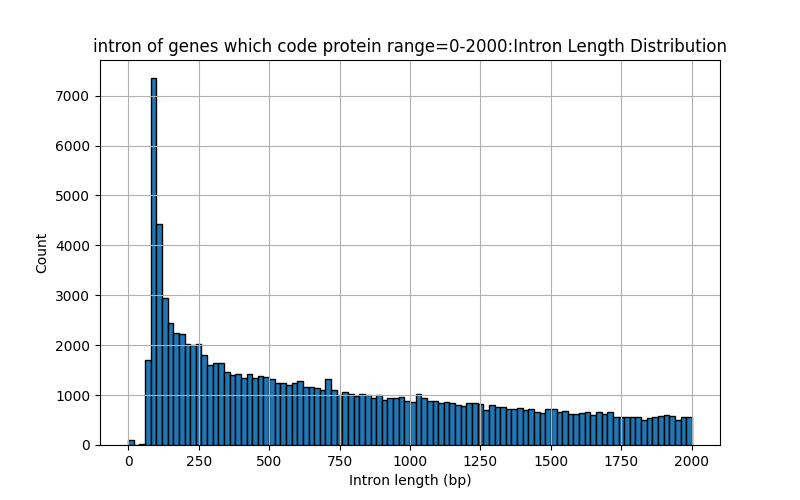 intron of genes which code protein range=0-2000:Intron Length Distribution
7000
6000
5000
4000
3000
2000
1000
0
Count
0 250 500 750 1000 1250 1500 1750 2000
Intron length (bp)